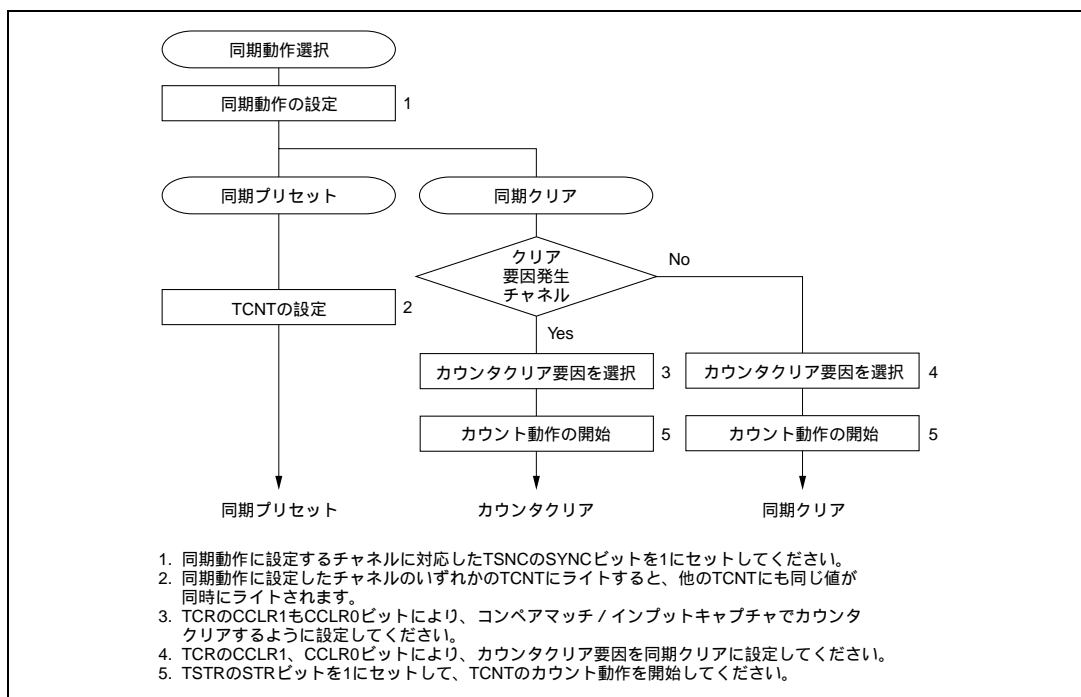 同期動作選択
同期動作の設定 1
同期プリセット 同期クリア
クリア
要因発生
チャネル
No
TCNTの設定 2
Yes
カウンタクリア要因を選択 3 カウンタクリア要因を選択 4
カウント動作の開始 5 カウント動作の開始 5
同期プリセット カウンタクリア 同期クリア
1. 同期動作に設定するチャネルに対応したTSNCのSYNCビットを1にセットしてください。
2. 同期動作に設定したチャネルのいずれかのTCNTにライトすると、他のTCNTにも同じ値が
同時にライトされます。
3. TCRのCCLR1もCCLR0ビットにより、コンペアマッチ / インプットキャプチャでカウンタ
クリアするように設定してください。
4. TCRのCCLR1、CCLR0ビットにより、カウンタクリア要因を同期クリアに設定してください。
5. TSTRのSTRビットを1にセットして、TCNTのカウント動作を開始してください。